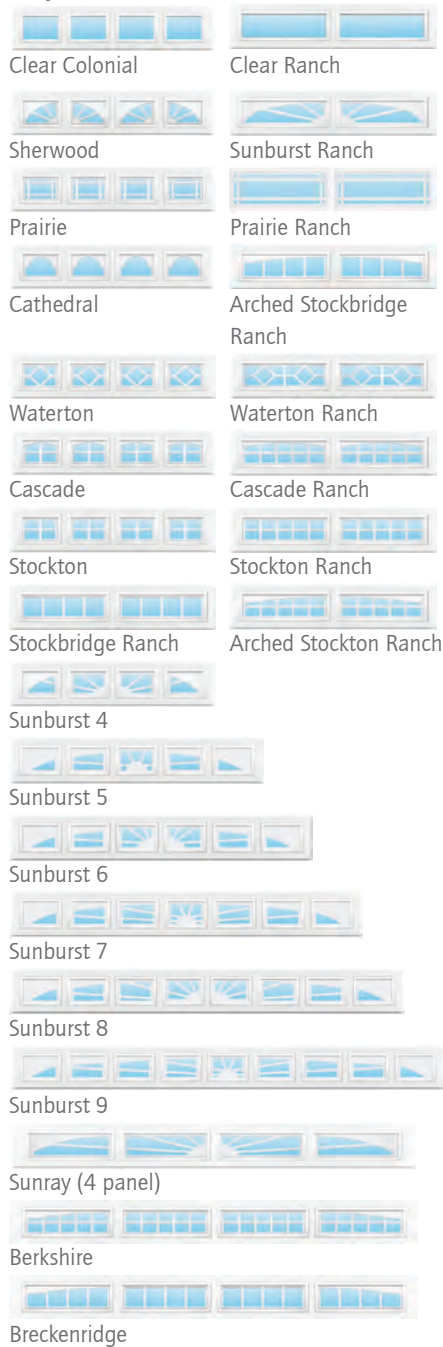 Clear Colonial
Clear Ranch
Sherwood
Sunburst Ranch
Prairie
Prairie Ranch
Cathedral
Arched Stockbridge
Ranch
Waterton
Waterton Ranch
Cascade
Cascade Ranch
Stockton
Stockton Ranch
Stockbridge Ranch
Arched Stockton Ranch
Sunburst 4
Sunburst 5
Sunburst 6
Sunburst 7
Sunburst 8
Sunburst 9
Sunray (4 panel)
Berkshire
Breckenridge